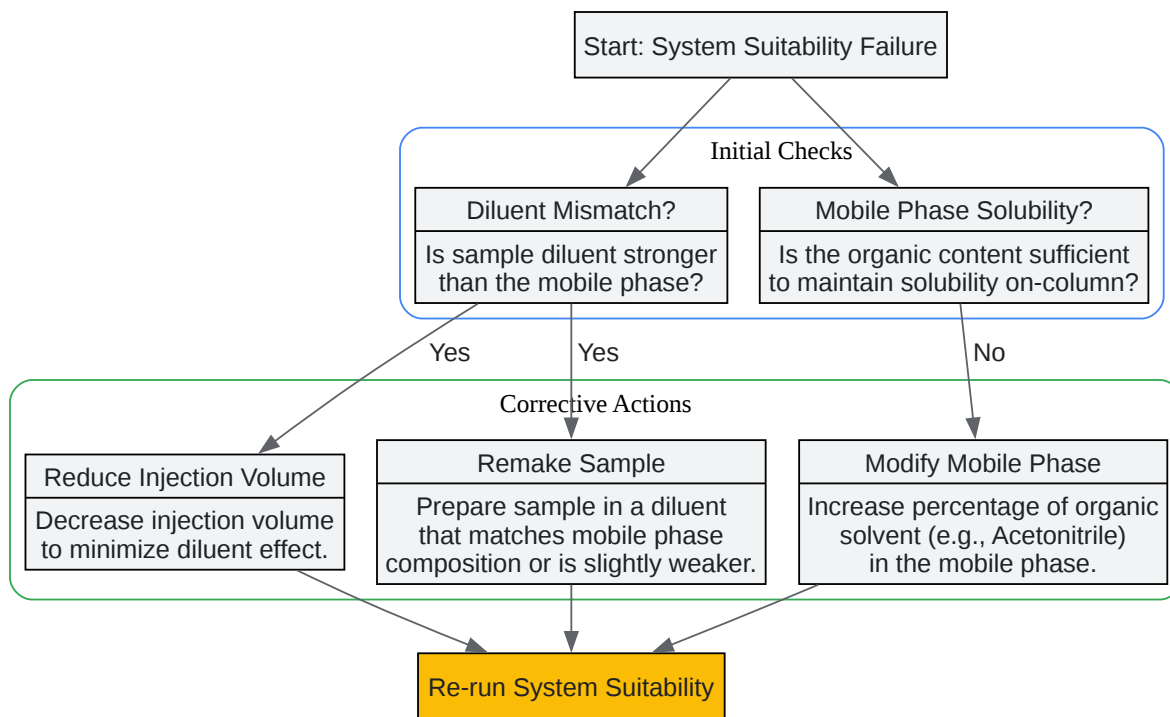 Start: System Suitability Failure
Initial Checks
Diluent Mismatch?
Is sample diluent stronger
than the mobile phase?
Mobile Phase Solubility?
Is the organic content sufficient
to maintain solubility on-column?
Yes
Yes
No
Corrective Actions
Reduce Injection Volume
Decrease injection volume
to minimize diluent effect.
Remake Sample
Prepare sample in a diluent
that matches mobile phase
composition or is slightly weaker.
Modify Mobile Phase
Increase percentage of organic
solvent (e.g., Acetonitrile)
in the mobile phase.
Re-run System Suitability